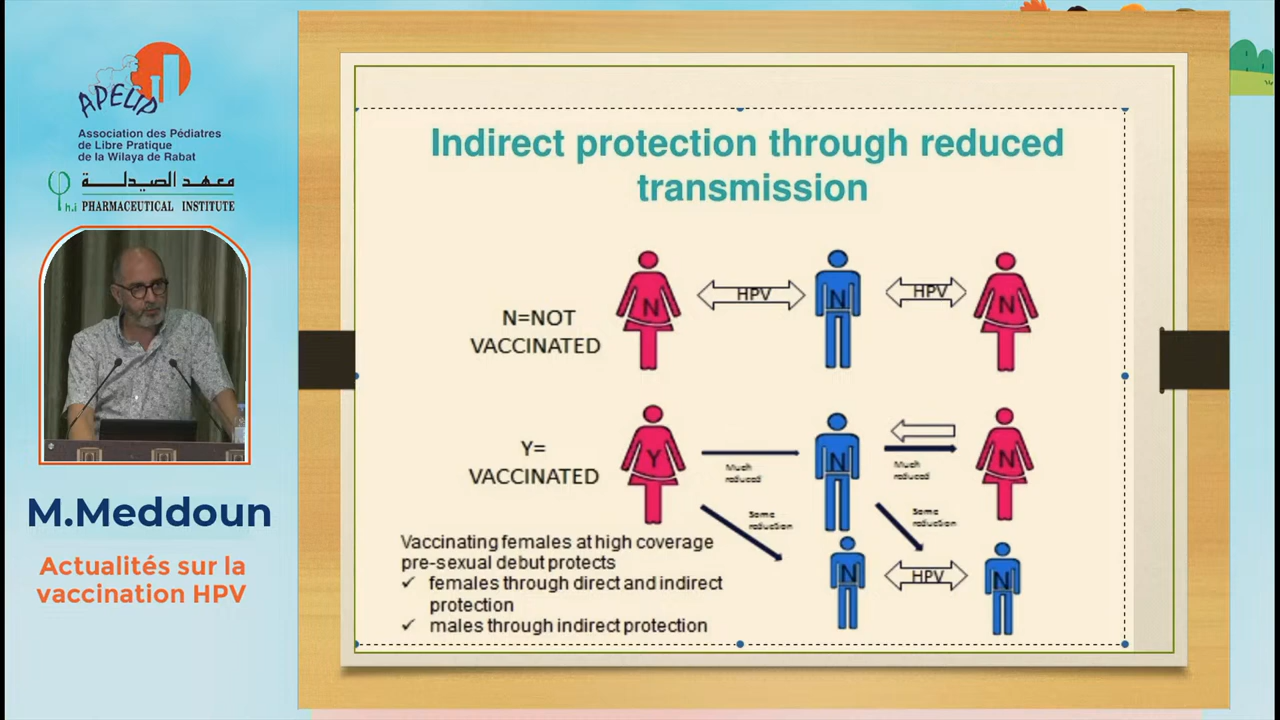 APELIP
Association des Pédiatres
de Libre Pratique
de la Wilaya de Rabat
معهد الصيدلة
h.i PHARMACEUTICAL INSTITUTE
M.Meddoun
Actualités sur la
vaccination HPV
Indirect protection through reduced
transmission
N=NOT
VACCINATED
N
HPV
N
HPV
N
Y=
VACCINATED
Y
Much
reduced
N
Much
reduced
N
Some
reduction
Some
reduction
N
HPV
N
Vaccinating females at high coverage
pre-sexual debut protects
✓ females through direct and indirect
protection
✓ males through indirect protection